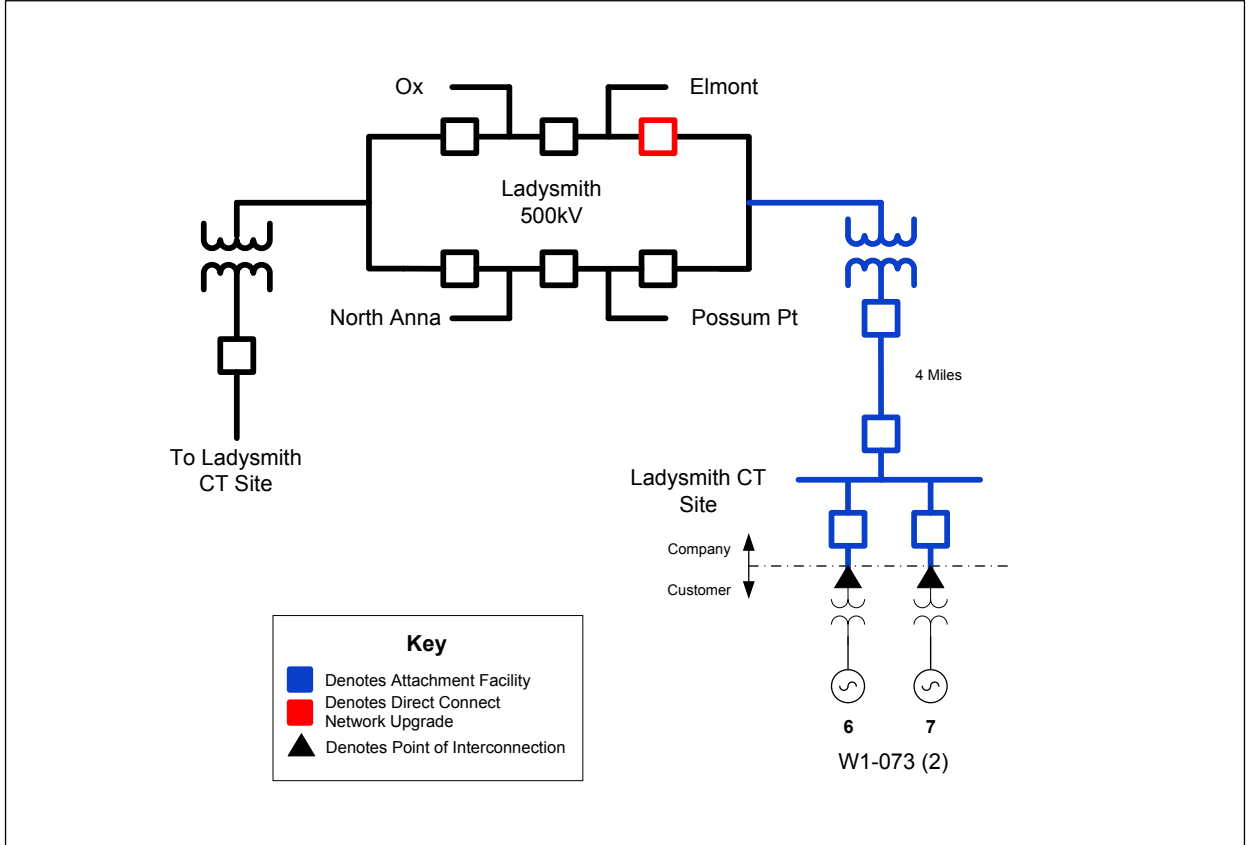 Ox
Elmont
Ladysmith
500kV
North Anna
Possum Pt
4 Miles
To Ladysmith
CT Site
Ladysmith CT
Site
Company
Customer
Key
Denotes Attachment Facility
Denotes Direct Connect
Network Upgrade
Denotes Point of Interconnection
6
7
W1-073 (2)